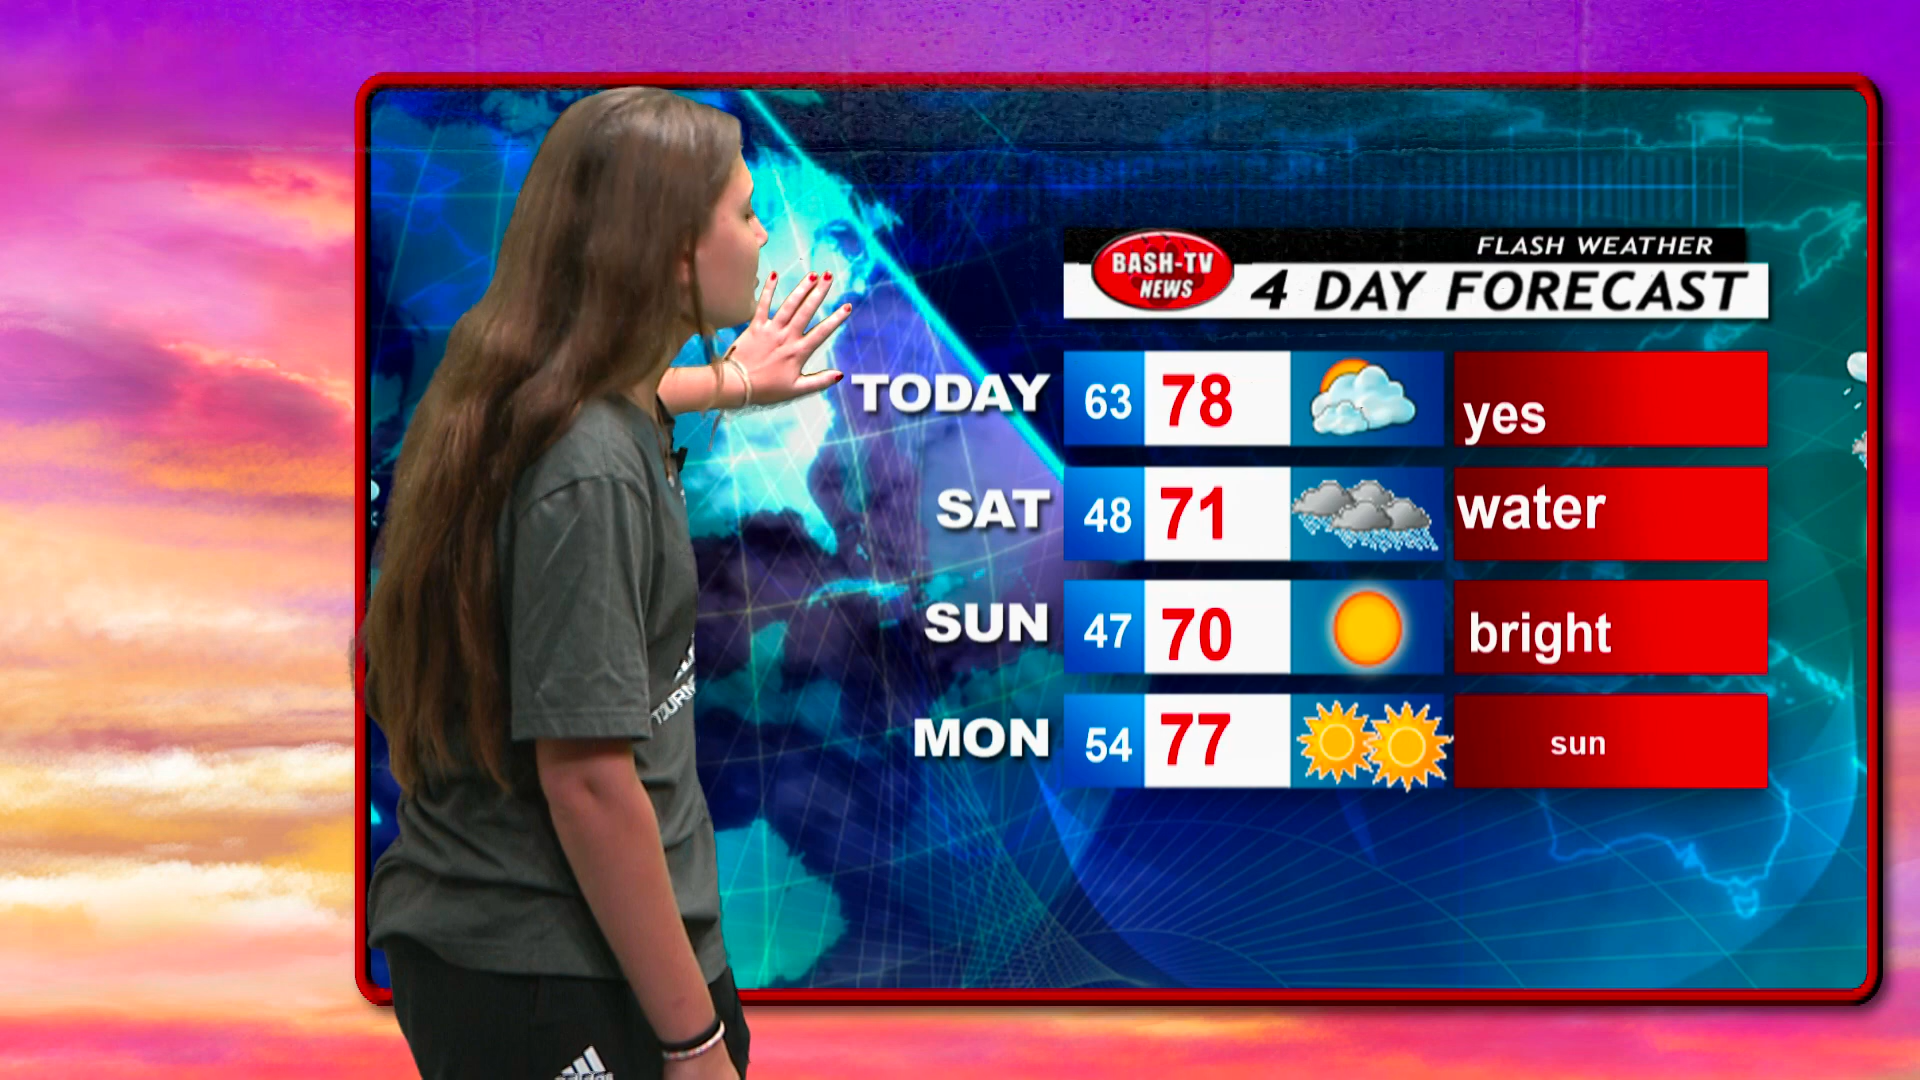 FLASH WEATHER
BASH-TV
NEWS
4 DAY FORECAST
TODAY 63 78 yes
SAT 48 71 water
SUN 47 70 bright
MON 54 77 sun